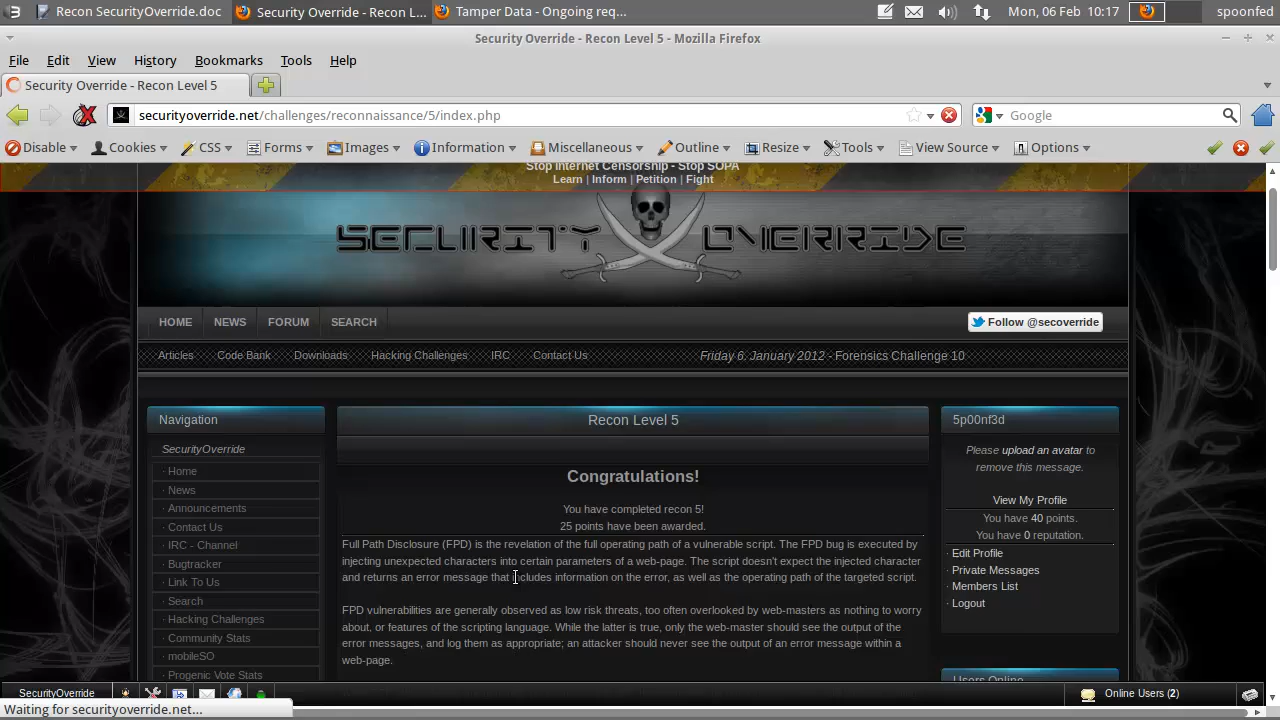 Recon SecurityOverride.doc
Security Override - Recon L...
Tamper Data - Ongoing req...
Mon, 06 Feb 10:17
spoonfed
Security Override - Recon Level 5 - Mozilla Firefox
File Edit View History Bookmarks Tools Help
Security Override - Recon Level 5
securityoverride.net/challenges/reconnaissance/5/index.php
Google
Disable Cookies CSS Forms Images Information Miscellaneous Outline Resize Tools View Source Options
Stop Internet Censorship - Stop SOPA
Learn | Inform | Petition | Fight
SECURITY OVERRIDE
HOME NEWS FORUM SEARCH
Follow @secoverride
Articles Code Bank Downloads Hacking Challenges IRC Contact Us
Friday 6. January 2012 - Forensics Challenge 10
Navigation
SecurityOverride
· Home
· News
· Announcements
· Contact Us
· IRC - Channel
· Bugtracker
· Link To Us
· Search
· Hacking Challenges
· Community Stats
· mobileSO
· Progenic Vote Stats
Recon Level 5
Congratulations!
You have completed recon 5!
25 points have been awarded.
Full Path Disclosure (FPD) is the revelation of the full operating path of a vulnerable script. The FPD bug is executed by
injecting unexpected characters into certain parameters of a web-page. The script doesn't expect the injected character
and returns an error message that includes information on the error, as well as the operating path of the targeted script.
FPD vulnerabilities are generally observed as low risk threats, too often overlooked by web-masters as nothing to worry
about, or features of the scripting language. While the latter is true, only the web-master should see the output of the
error messages, and log them as appropriate; an attacker should never see the output of an error message within a
web-page.
5p00nf3d
Please upload an avatar to
remove this message.
View My Profile
You have 40 points.
You have 0 reputation.
· Edit Profile
· Private Messages
· Members List
· Logout
Users Online
SecurityOverride
Online Users (2)
Waiting for securityoverride.net...